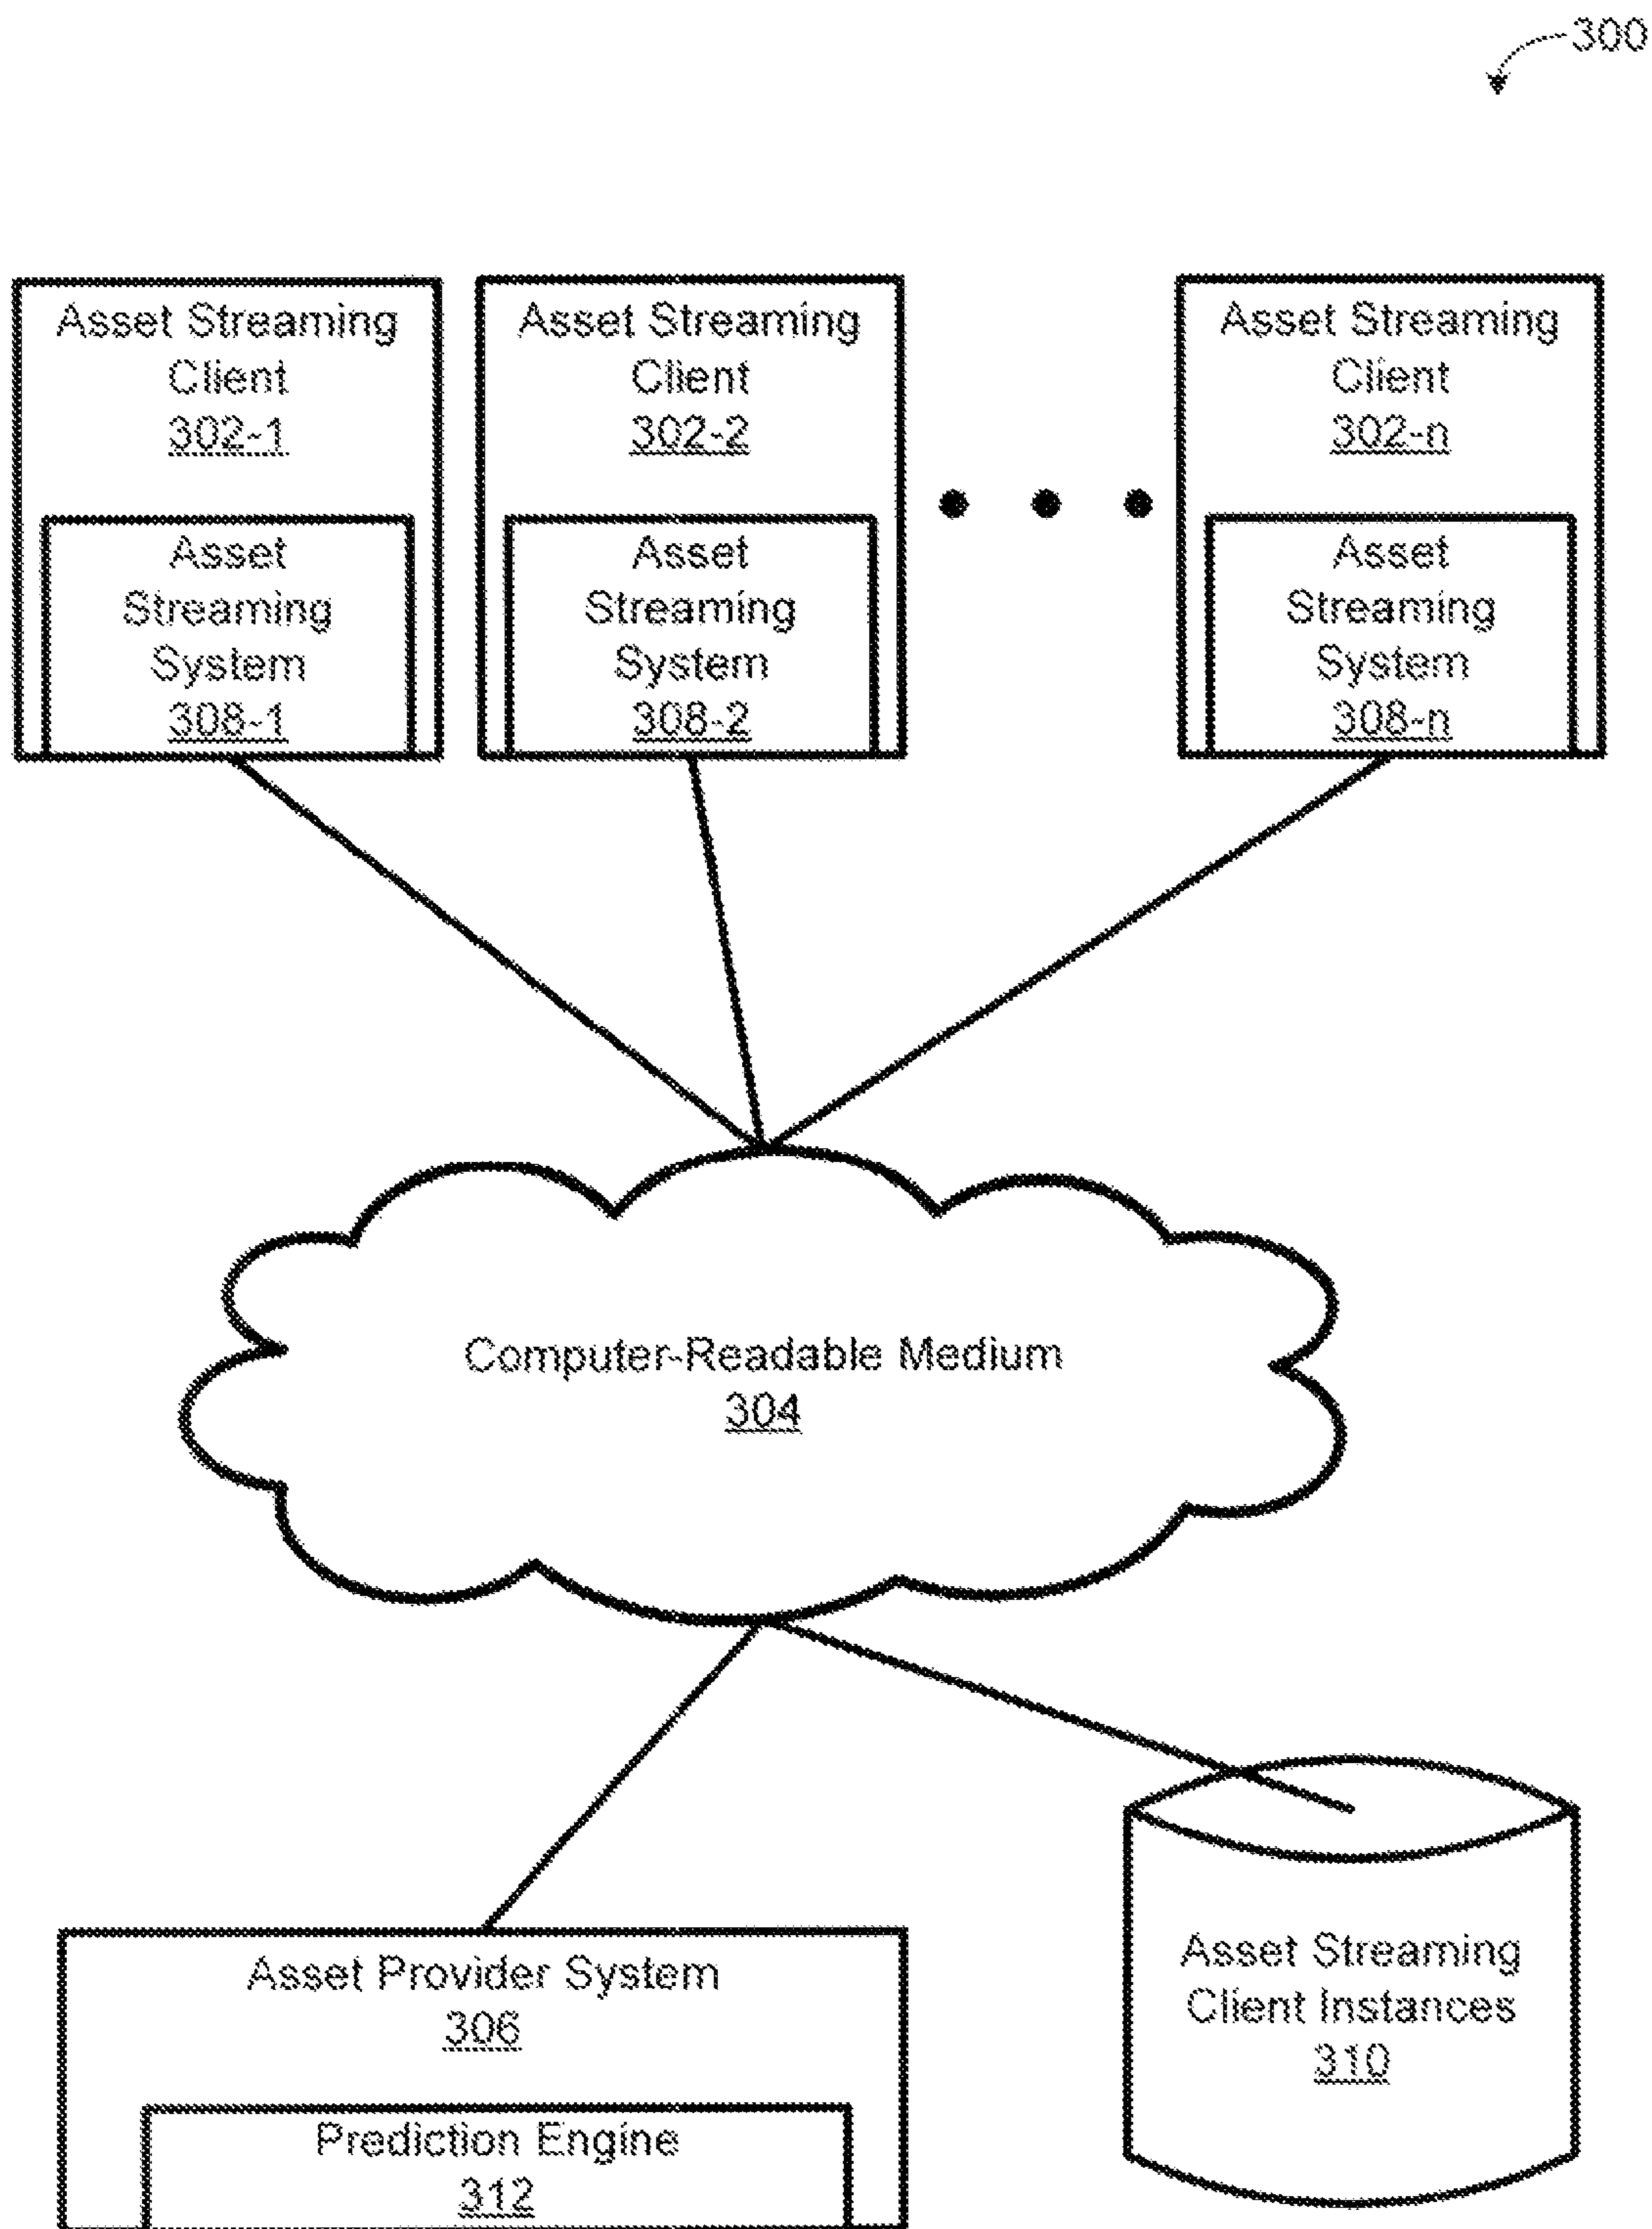 300
Asset Streaming
Client
302-1
Asset
Streaming
System
308-1
Asset Streaming
Client
302-2
Asset
Streaming
System
308-2
Asset Streaming
Client
302-n
Asset
Streaming
System
308-n
Computer-Readable Medium
304
Asset Provider System
306
Prediction Engine
312
Asset Streaming
Client Instances
310